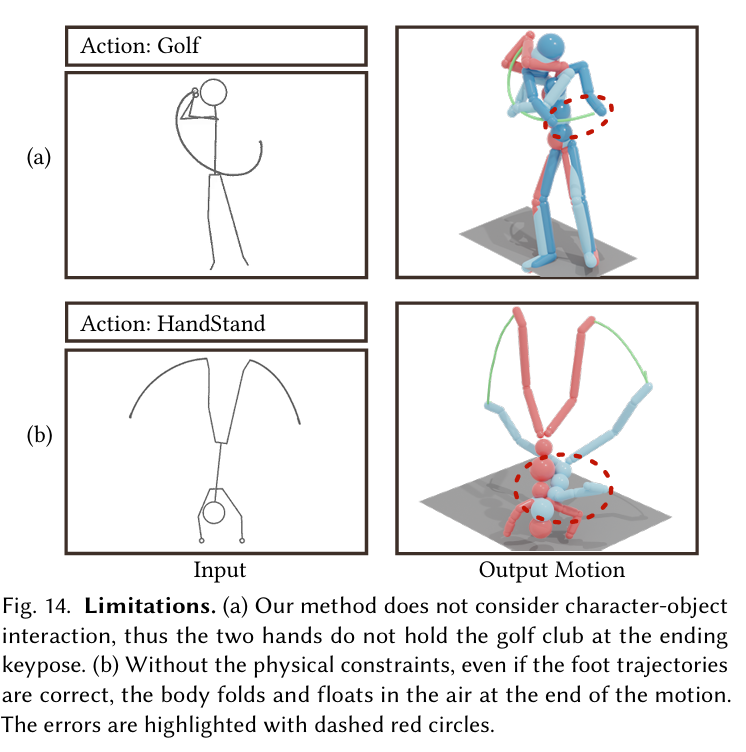 Action: Golf
(a)
Action: HandStand
(b)
Input
Output Motion
Fig. 14. Limitations. (a) Our method does not consider character-object
interaction, thus the two hands do not hold the golf club at the ending
keypose. (b) Without the physical constraints, even if the foot trajectories
are correct, the body folds and floats in the air at the end of the motion.
The errors are highlighted with dashed red circles.